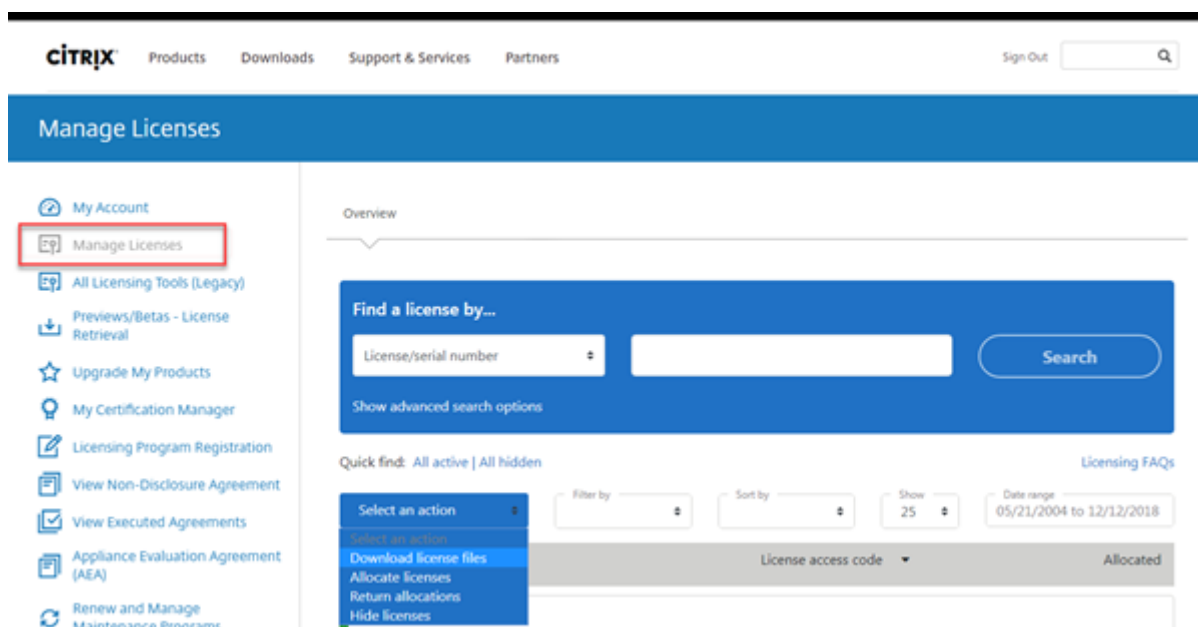 CİTRIX Products Downloads Support & Services Partners Sign Out
Manage Licenses
My Account
Manage Licenses
All Licensing Tools (Legacy)
Previews/Betas - License
Retrieval
Upgrade My Products
My Certification Manager
Licensing Program Registration
View Non-Disclosure Agreement
View Executed Agreements
Appliance Evaluation Agreement
(AEA)
Renew and Manage
Maintenance Programs
Overview
Find a license by...
License/serial number
Search
Show advanced search options
Quick find: All active | All hidden
Licensing FAQs
Select an action
Filter by
Sort by
Show
25
Date range
05/21/2004 to 12/12/2018
Select an action
Download license files
Allocate licenses
Return allocations
Hide licenses
License access code
Allocated